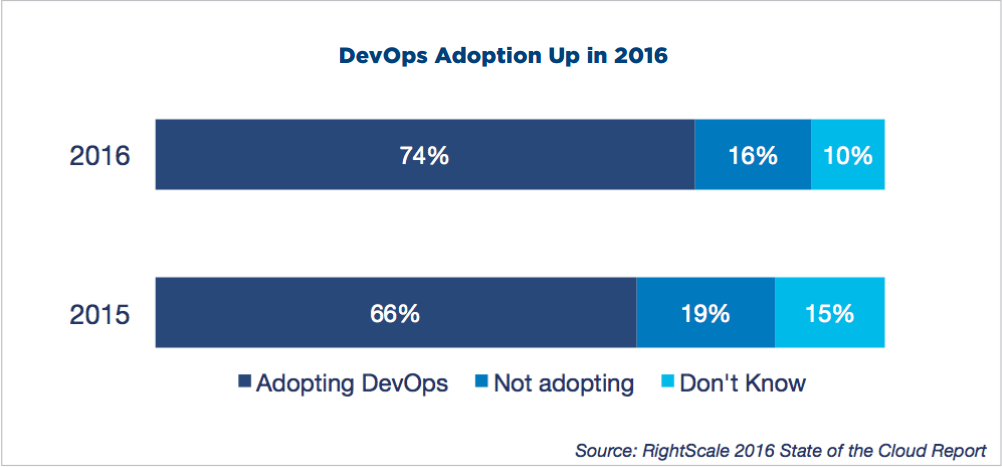 DevOps Adoption Up in 2016
2016 74% 16% 10%
2015 66% 19% 15%
Adopting DevOps Not adopting Don't Know
Source: RightScale 2016 State of the Cloud Report